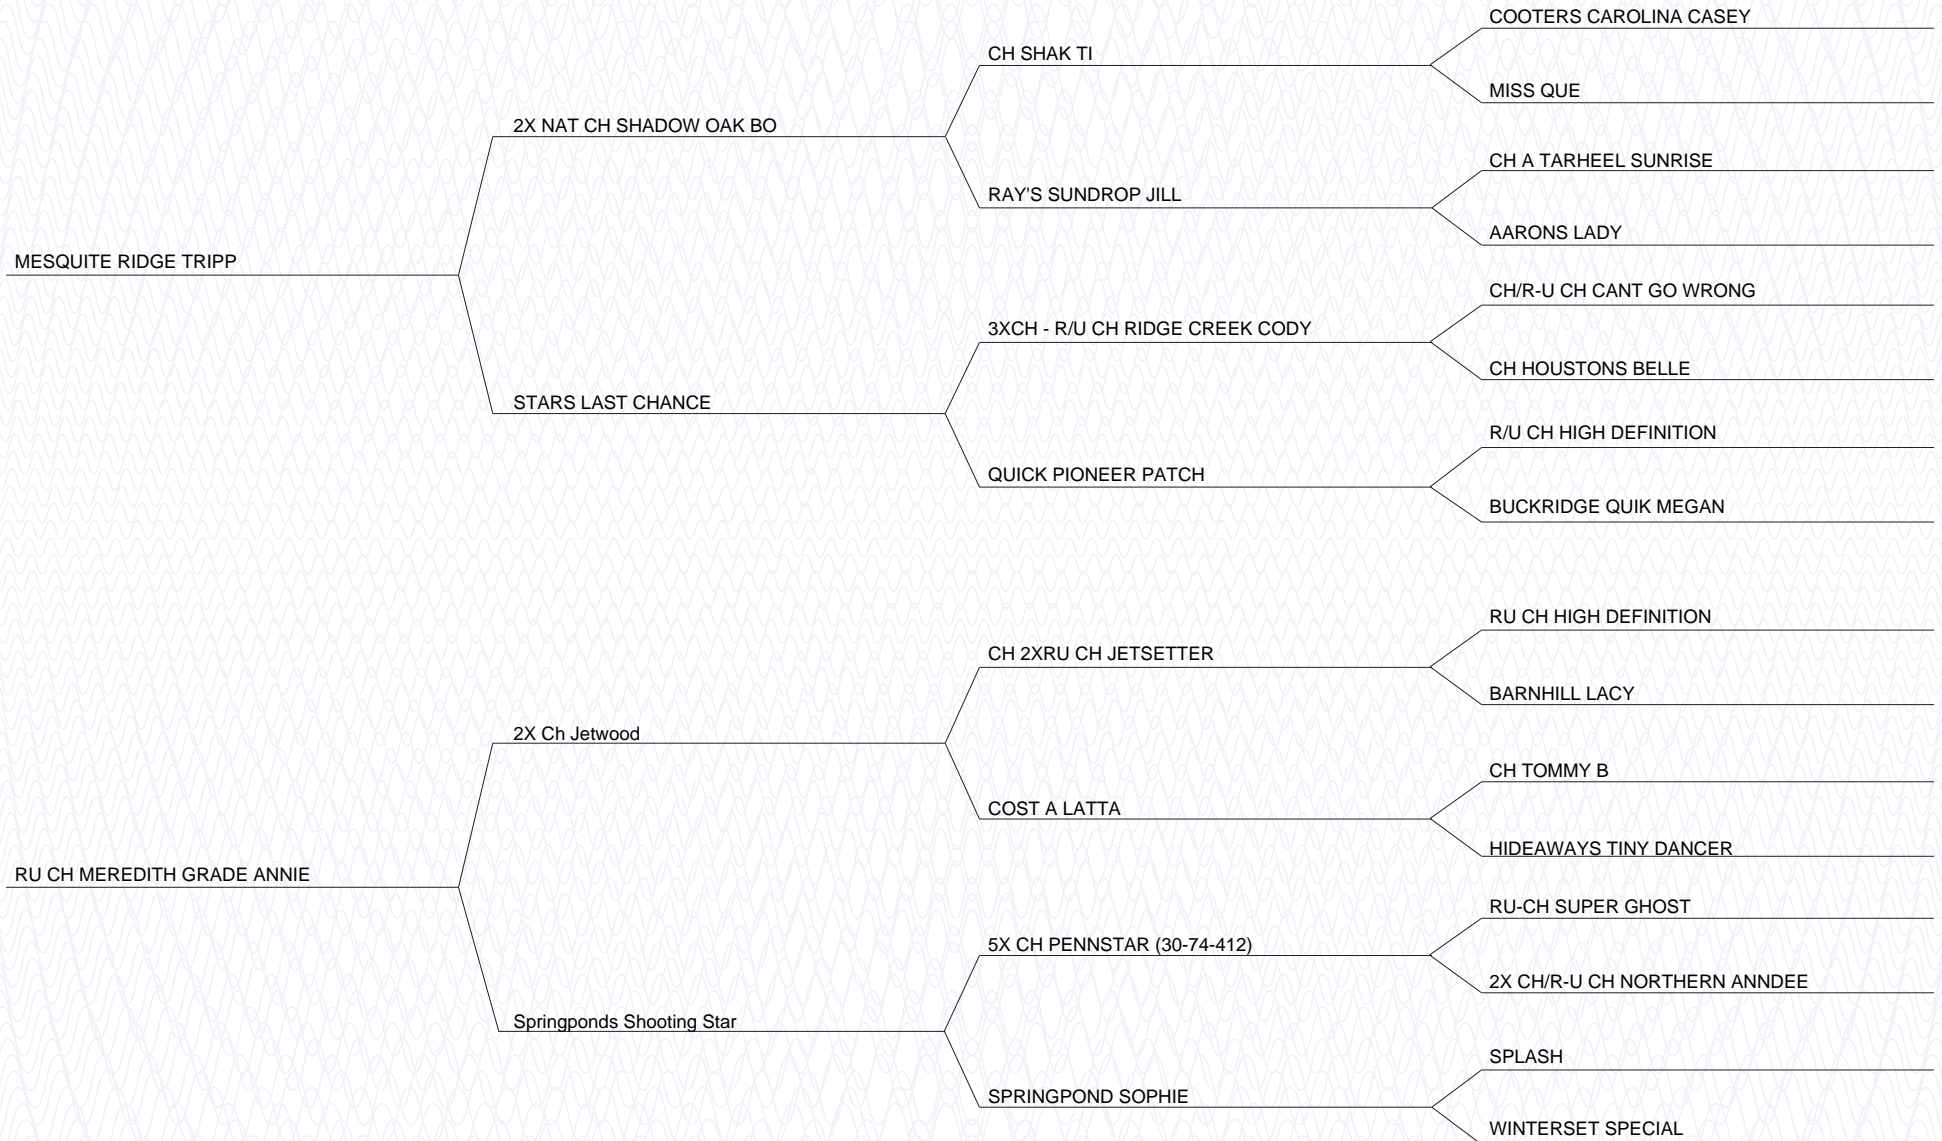 COOTERS CAROLINA CASEY
CH SHAK TI
MISS QUE
2X NAT CH SHADOW OAK BO
CH A TARHEEL SUNRISE
RAY'S SUNDROP JILL
AARONS LADY
MESQUITE RIDGE TRIPP
CH/R-U CH CANT GO WRONG
3XCH - R/U CH RIDGE CREEK CODY
CH HOUSTONS BELLE
STARS LAST CHANCE
R/U CH HIGH DEFINITION
QUICK PIONEER PATCH
BUCKRIDGE QUIK MEGAN
RU CH HIGH DEFINITION
CH 2XRU CH JETSETTER
BARNHILL LACY
2X Ch Jetwood
CH TOMMY B
COST A LATTA
HIDEAWAYS TINY DANCER
RU CH MEREDITH GRADE ANNIE
RU-CH SUPER GHOST
5X CH PENNSTAR (30-74-412)
2X CH/R-U CH NORTHERN ANNDEE
Springponds Shooting Star
SPLASH
SPRINGPOND SOPHIE
WINTERSET SPECIAL